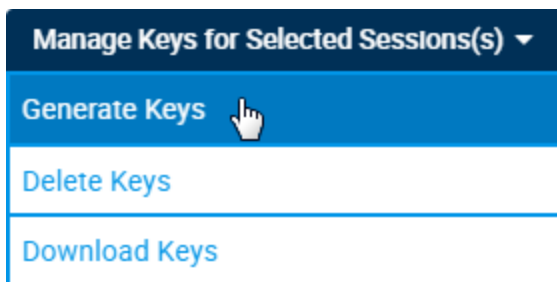 Manage Keys for Selected Sessions(s)
Generate Keys
Delete Keys
Download Keys